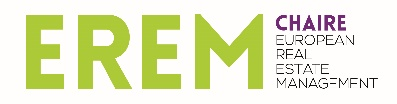 EREM
CHAIRE
EUROPEAN
REAL
ESTATE
MANAGEMENT